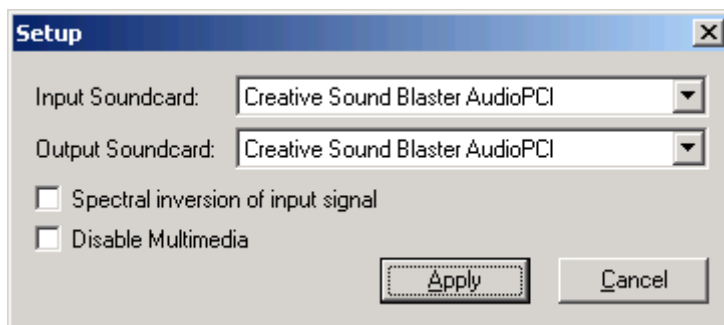 Setup
Input Soundcard: Creative Sound Blaster AudioPCI
Output Soundcard: Creative Sound Blaster AudioPCI
Spectral inversion of input signal
Disable Multimedia
Apply Cancel